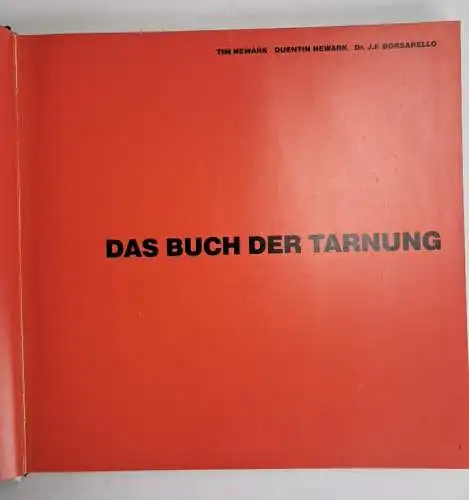 TIM NEWARK QUENTIN NEWARK, Dr. J.F. BORSARELLO
DAS BUCH DER TARNUNG